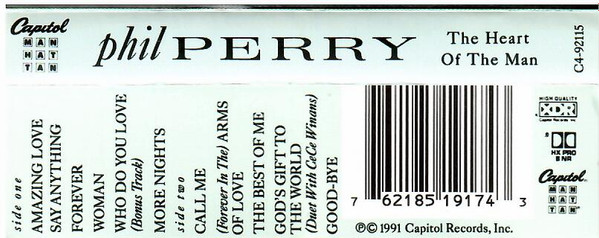 Capitol
MAN
HAT
TAN
phil PERRY
The Heart
Of The Man
C4-92115
side one
AMAZING LOVE
SAY ANYTHING
FOREVER
WOMAN
WHO DO YOU LOVE
(Bonus Track)
MORE NIGHTS
side two
CALL ME
(Forever In The) ARMS
OF LOVE
THE BEST OF ME
GOD'S GIFT TO
THE WORLD
(Duet With CeCe Winans)
GOOD-BYE
7 62185 19174 3
HIGH QUALITY
XDR
HX PRO
B NR
Capitol
MAN
HAT
TAN
℗© 1991 Capitol Records, Inc.